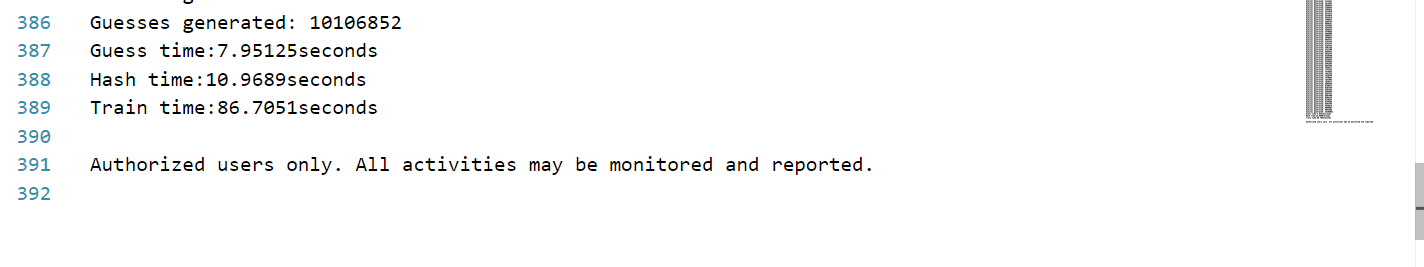 386 Guesses generated: 10106852
387 Guess time:7.95125seconds
388 Hash time:10.9689seconds
389 Train time:86.7051seconds
390
391 Authorized users only. All activities may be monitored and reported.
392